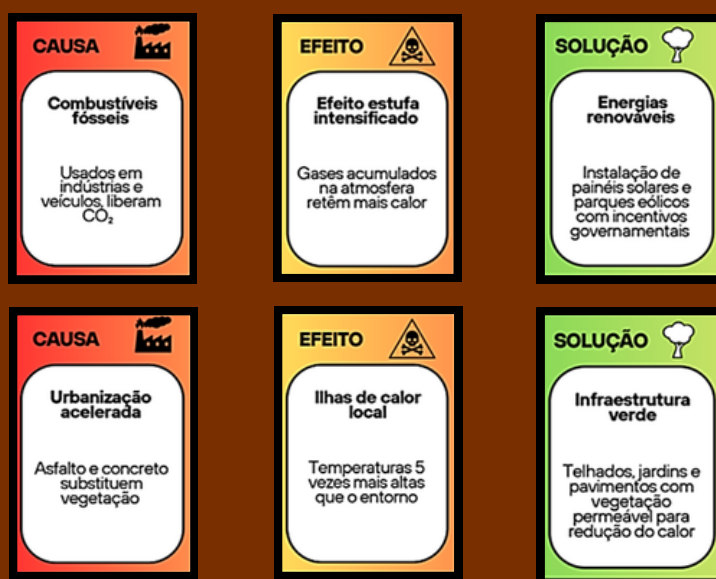 CAUSA
Combustíveis
fósseis
Usados em
indústrias e
veículos, liberam
CO₂
EFEITO
Efeito estufa
intensificado
Gases acumulados
na atmosfera
retêm mais calor
SOLUÇÃO
Energias
renováveis
Instalação de
painéis solares e
parques eólicos
com incentivos
governamentais
CAUSA
Urbanização
acelerada
Asfalto e concreto
substituem
vegetação
EFEITO
Ilhas de calor
local
Temperaturas 5
vezes mais altas
que o entorno
SOLUÇÃO
Infraestrutura
verde
Telhados, jardins e
pavimentos com
vegetação
permeável para
redução do calor